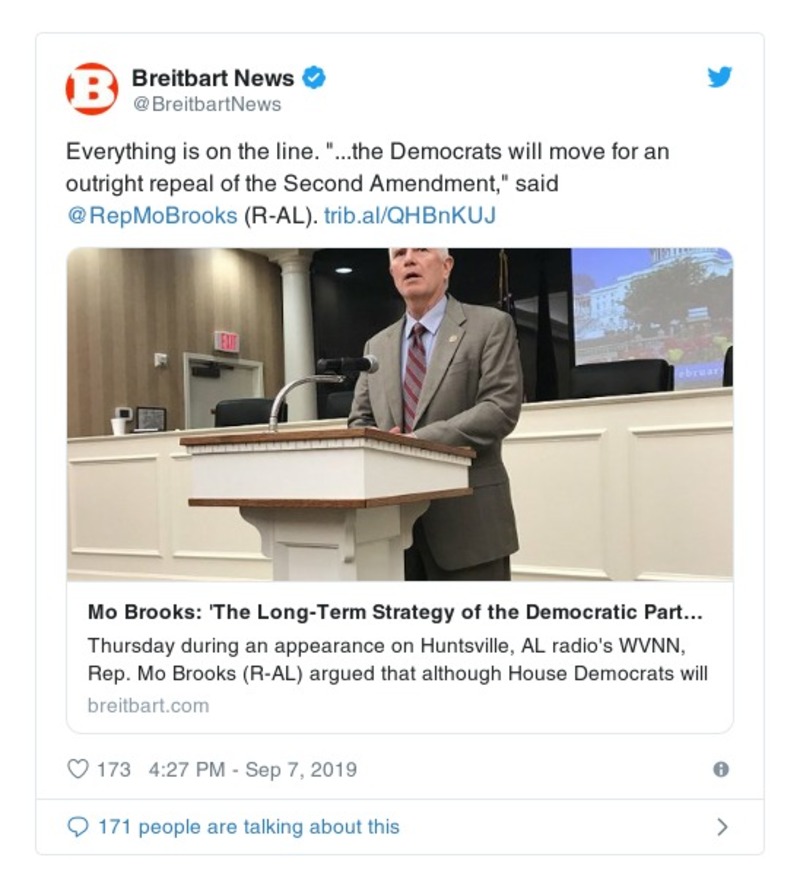 B
Breitbart News
@BreitbartNews
Everything is on the line. "...the Democrats will move for an
outright repeal of the Second Amendment," said
@RepMoBrooks (R-AL). trib.al/QHBnKUJ
EXIT
ebruar
Mo Brooks: 'The Long-Term Strategy of the Democratic Part...
Thursday during an appearance on Huntsville, AL radio's WVNN,
Rep. Mo Brooks (R-AL) argued that although House Democrats will
breitbart.com
173 4:27 PM - Sep 7, 2019
171 people are talking about this